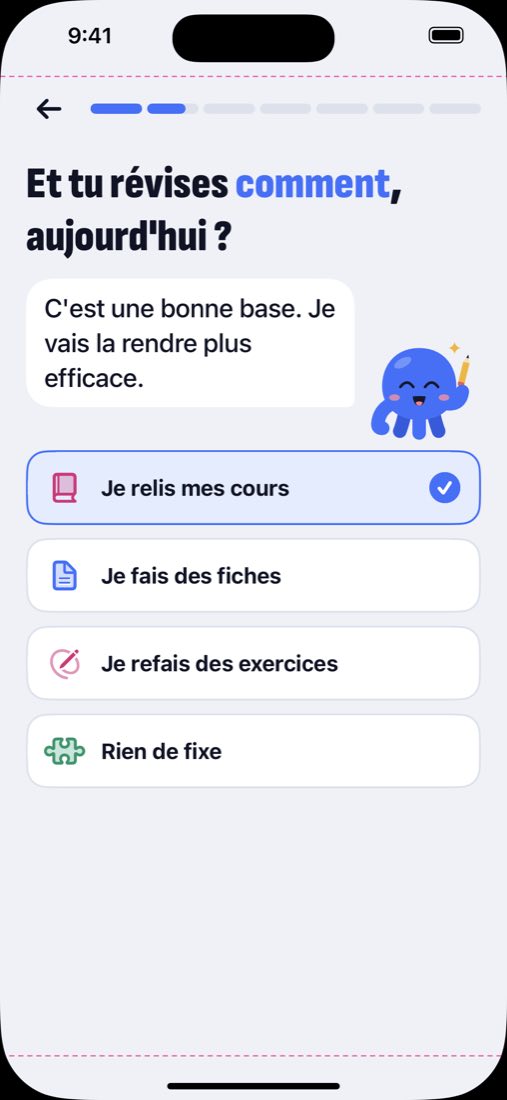 9:41
Et tu révises comment,
aujourd'hui ?
C'est une bonne base. Je
vais la rendre plus
efficace.
Je relis mes cours
Je fais des fiches
Je refais des exercices
Rien de fixe